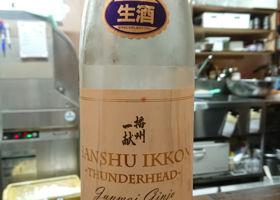 生酒
播州
一献
BANSHU IKKON
-THUNDERHEAD-
Junmai Ginjo